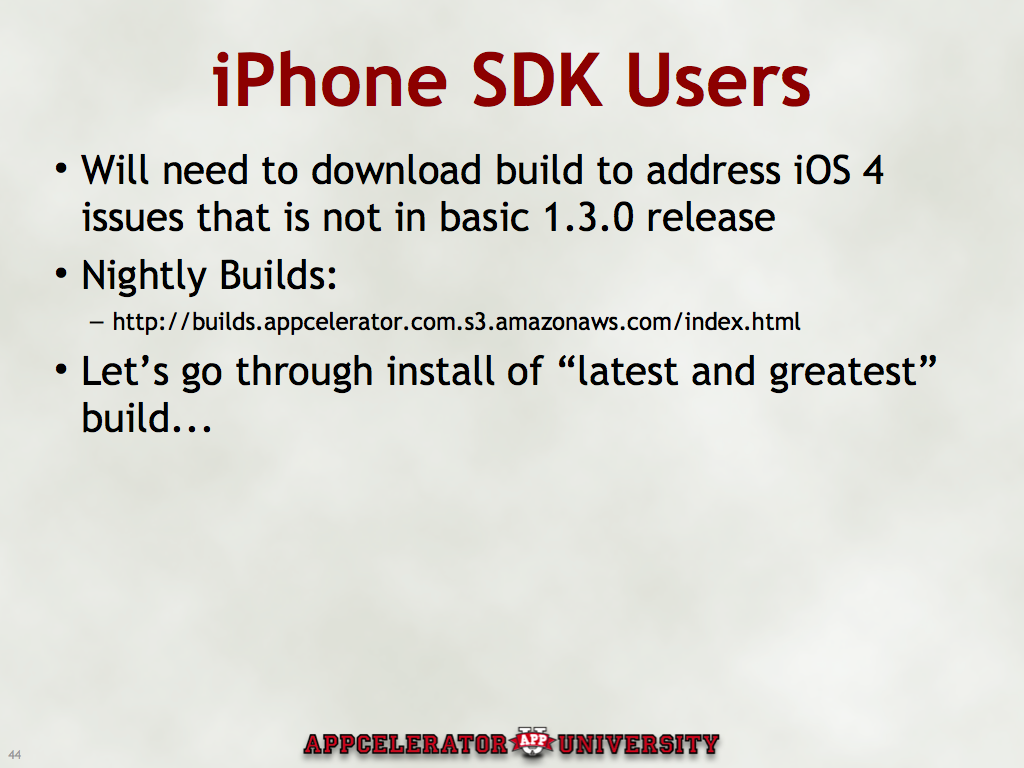 iPhone SDK Users
• Will need to download build to address iOS 4
issues that is not in basic 1.3.0 release
• Nightly Builds:
– http://builds.appcelerator.com.s3.amazonaws.com/index.html
• Let’s go through install of “latest and greatest”
build...
44
APPCELERATOR U APP UNIVERSITY